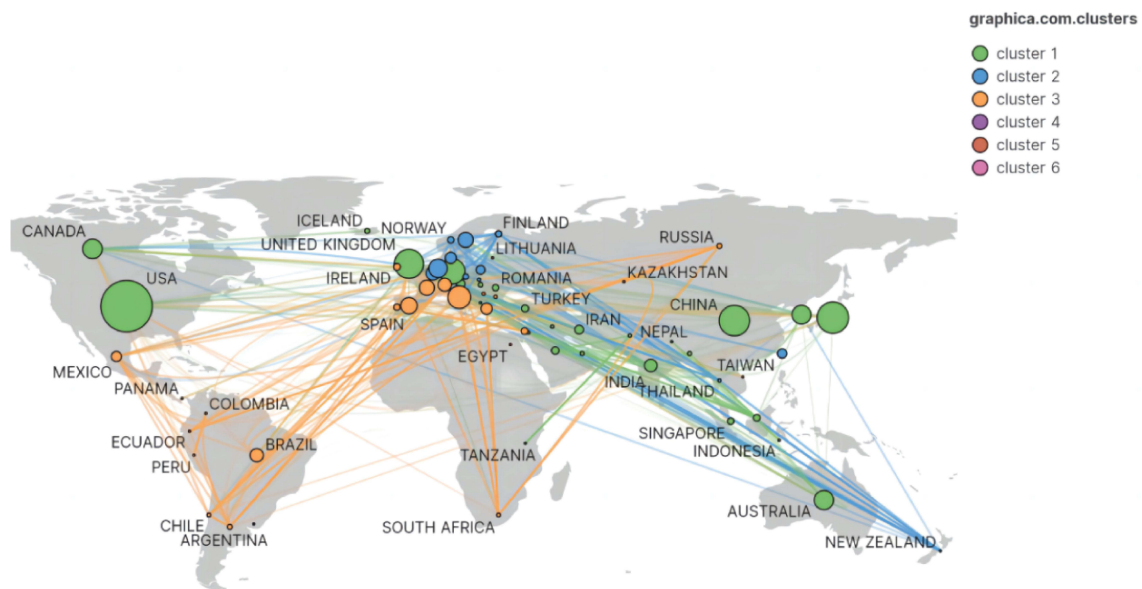 graphica.com.clusters
cluster 1
cluster 2
cluster 3
cluster 4
cluster 5
cluster 6
ICELAND
NORWAY
FINLAND
CANADA
UNITED KINGDOM
LITHUANIA
RUSSIA
USA
IRELAND
ROMANIA
KAZAKHSTAN
TURKEY
CHINA
SPAIN
IRAN
NEPAL
EGYPT
TAIWAN
MEXICO
PANAMA
INDIA
THAILAND
COLOMBIA
SINGAPORE
ECUADOR
BRAZIL
INDONESIA
PERU
TANZANIA
AUSTRALIA
CHILE
SOUTH AFRICA
ARGENTINA
NEW ZEALAND